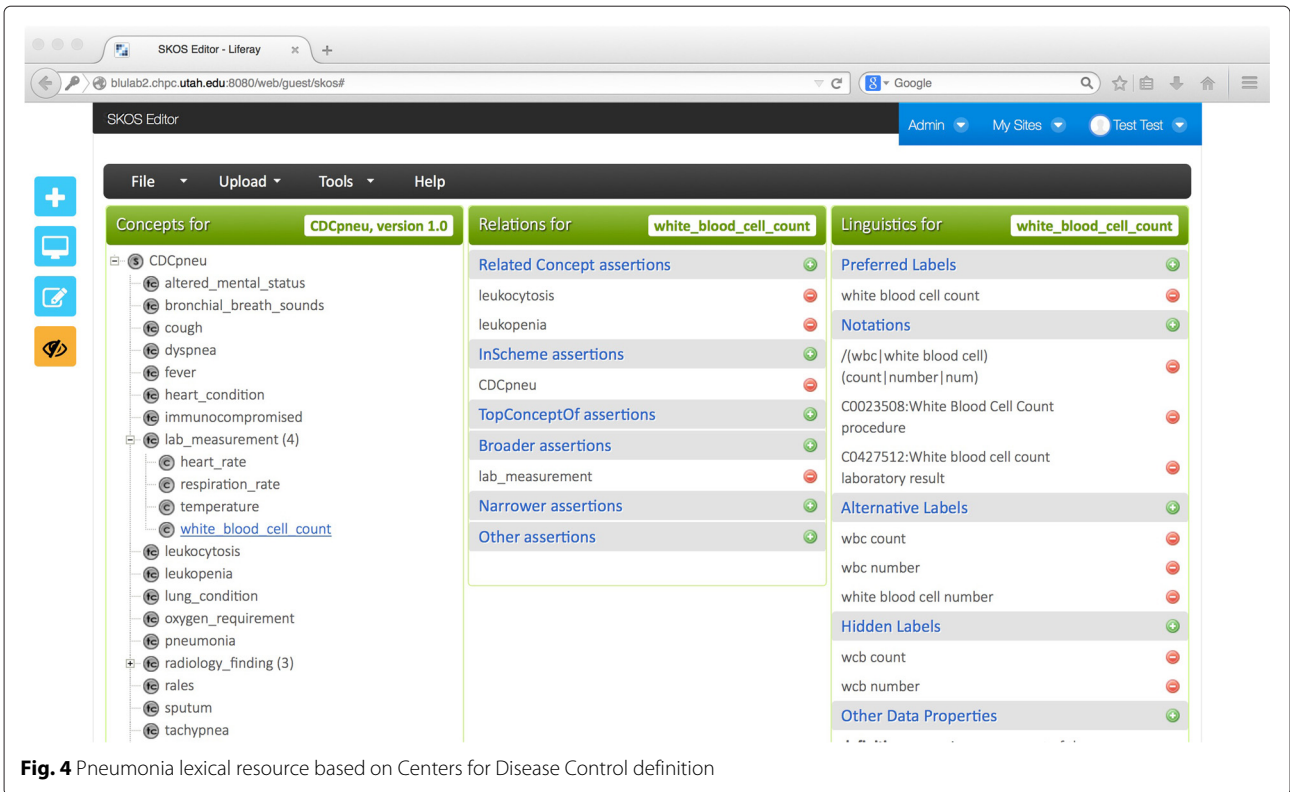 SKOS Editor - Liferay
blulab2.chpc.utah.edu:8080/web/guest/skos#
Google
SKOS Editor
Admin
My Sites
Test Test
File
Upload
Tools
Help
Concepts for
CDCpneu, version 1.0
CDCpneu
altered_mental_status
bronchial_breath_sounds
cough
dyspnea
fever
heart_condition
immunocompromised
lab_measurement (4)
heart_rate
respiration_rate
temperature
white_blood_cell_count
leukocytosis
leukopenia
lung_condition
oxygen_requirement
pneumonia
radiology_finding (3)
rales
sputum
tachypnea
Relations for
white_blood_cell_count
Related Concept assertions
leukocytosis
leukopenia
InScheme assertions
CDCpneu
TopConceptOf assertions
Broader assertions
lab_measurement
Narrower assertions
Other assertions
Linguistics for
white_blood_cell_count
Preferred Labels
white blood cell count
Notations
/(wbc|white blood cell)
(count|number|num)
C0023508:White Blood Cell Count
procedure
C0427512:White blood cell count
laboratory result
Alternative Labels
wbc count
wbc number
white blood cell number
Hidden Labels
wcb count
wcb number
Other Data Properties
Fig. 4 Pneumonia lexical resource based on Centers for Disease Control definition